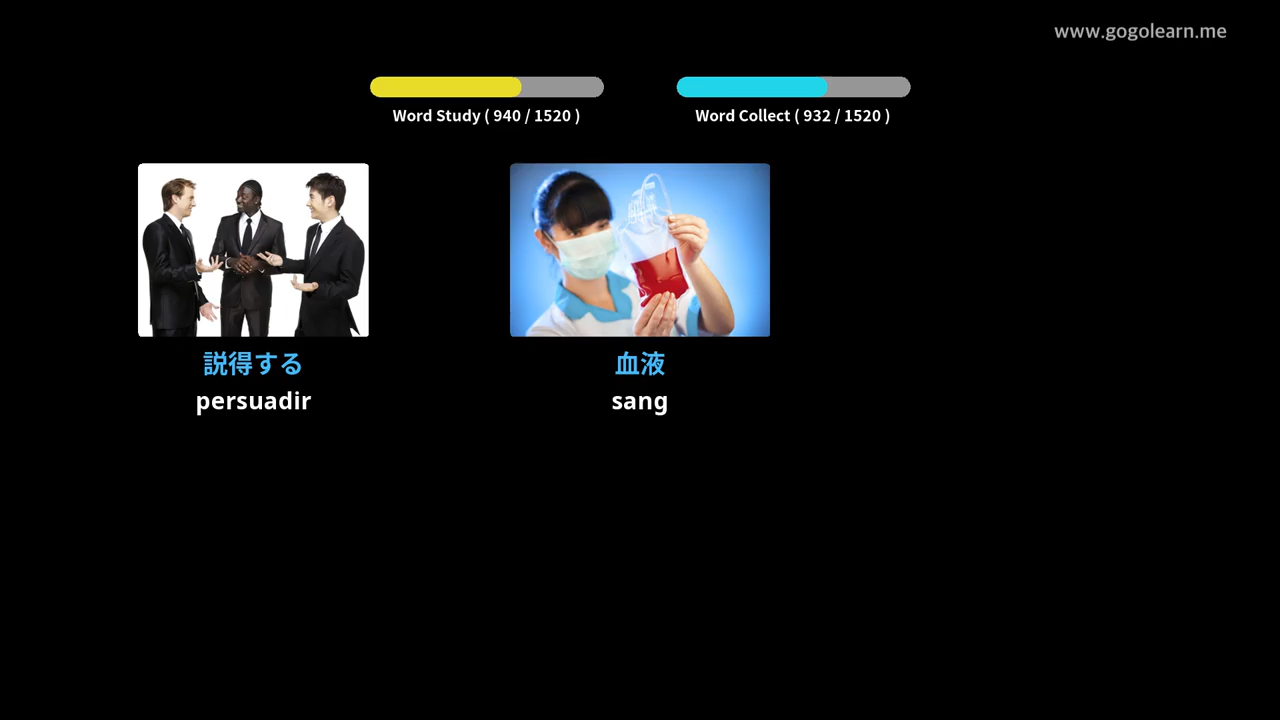 www.gogolearn.me
Word Study ( 940 / 1520 )
Word Collect ( 932 / 1520 )
説得する
persuadir
血液
sang